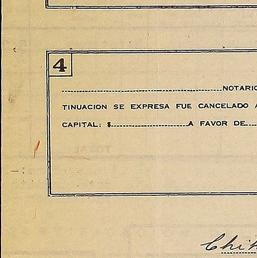 4
NOTARIO
TINUACION SE EXPRESA FUE CANCELADO A
CAPITAL: $ A FAVOR DE